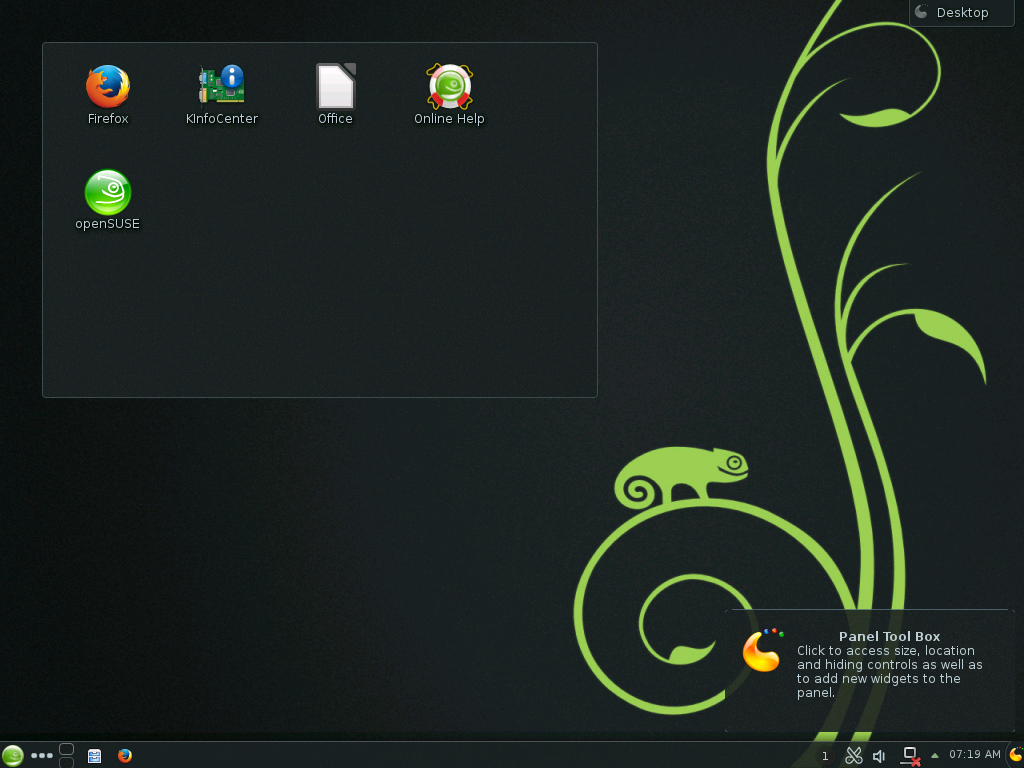 Desktop
Firefox
KInfoCenter
Office
Online Help
openSUSE
Panel Tool Box
Click to access size, location
and hiding controls as well as
to add new widgets to the
panel.
1
07:19 AM